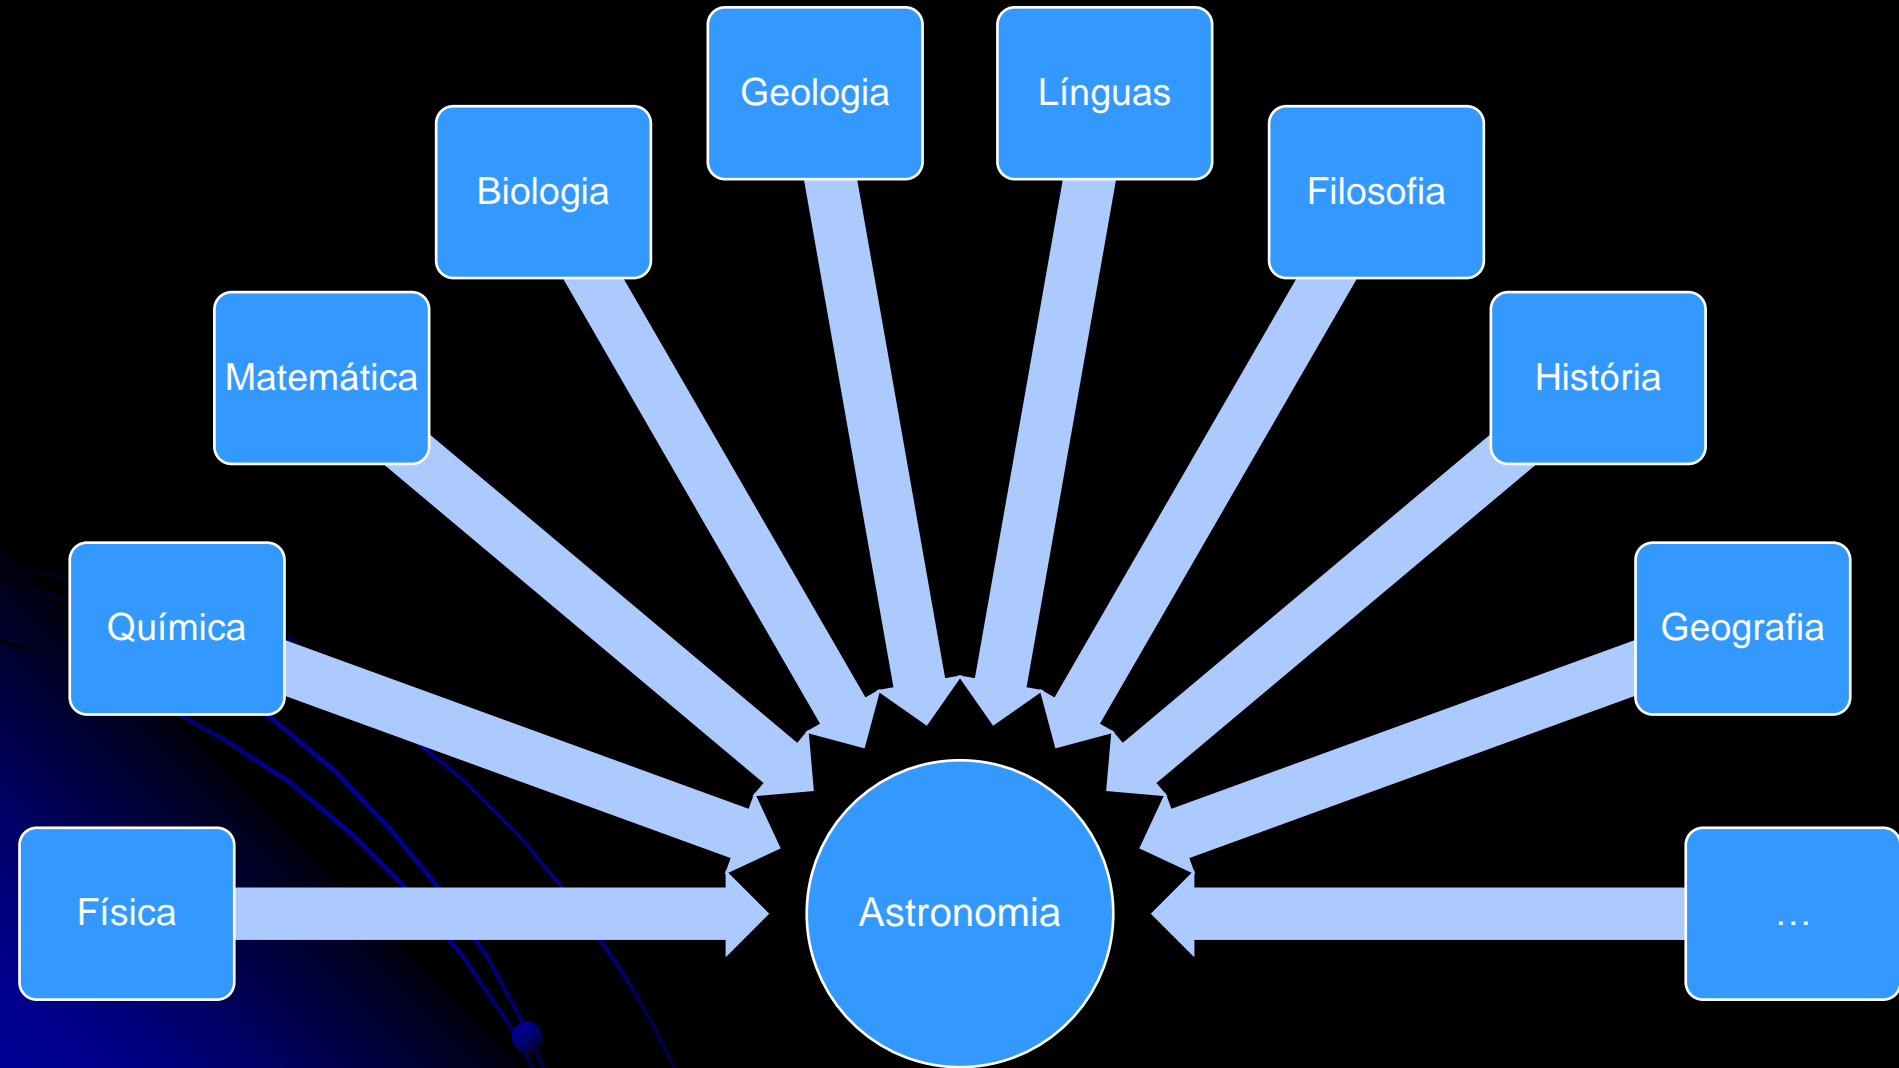 Geologia
Línguas
Biologia
Filosofia
Matemática
História
Química
Geografia
Física
Astronomia
…